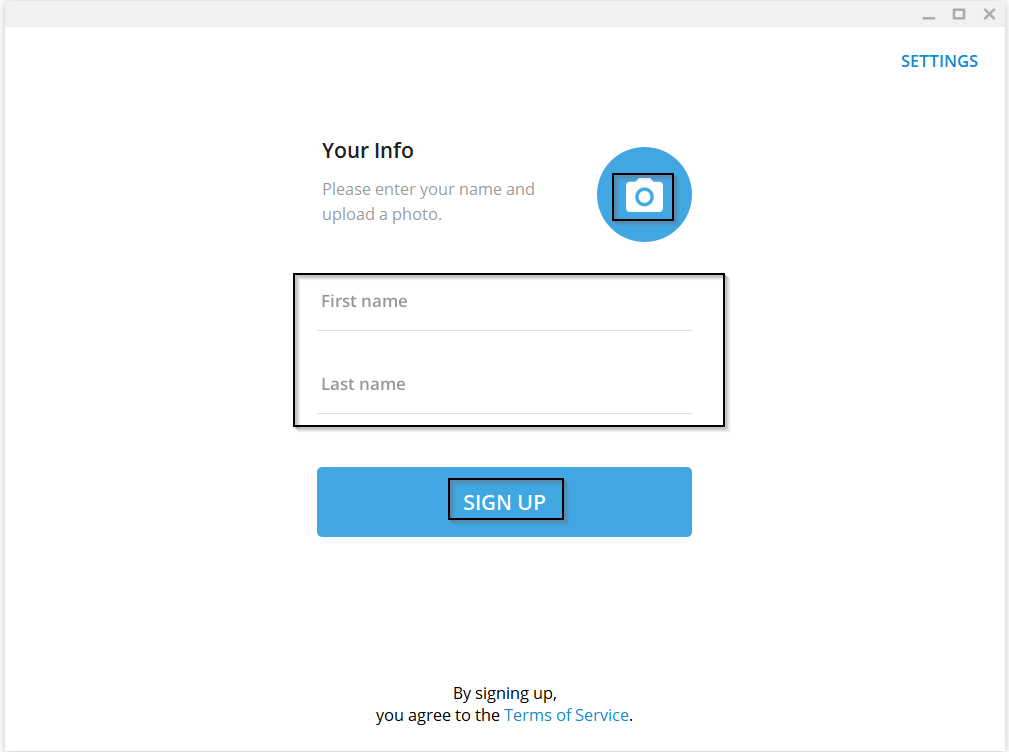 SETTINGS
Your Info
Please enter your name and
upload a photo.
First name
Last name
SIGN UP
By signing up,
you agree to the Terms of Service.